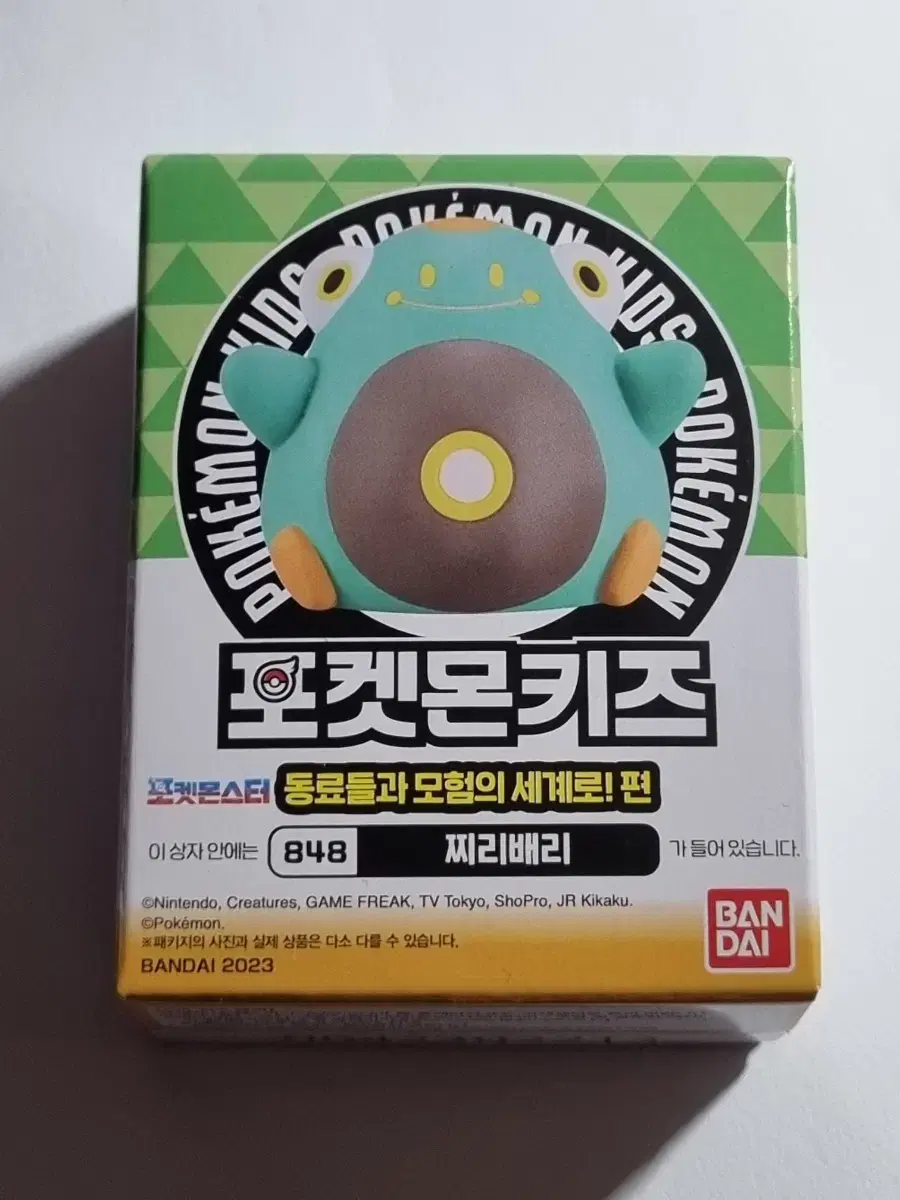 POKÉMON KIDS POKÉMON KIDS POKÉMON
포켓몬키즈
포켓몬스터 동료들과 모험의 세계로! 편
이 상자 안에는 848 찌리배리 가 들어 있습니다.
©Nintendo, Creatures, GAME FREAK, TV Tokyo, ShoPro, JR Kikaku.
©Pokémon.
※패키지의 사진과 실제 상품은 다소 다를 수 있습니다.
BANDAI 2023
BAN
DAI